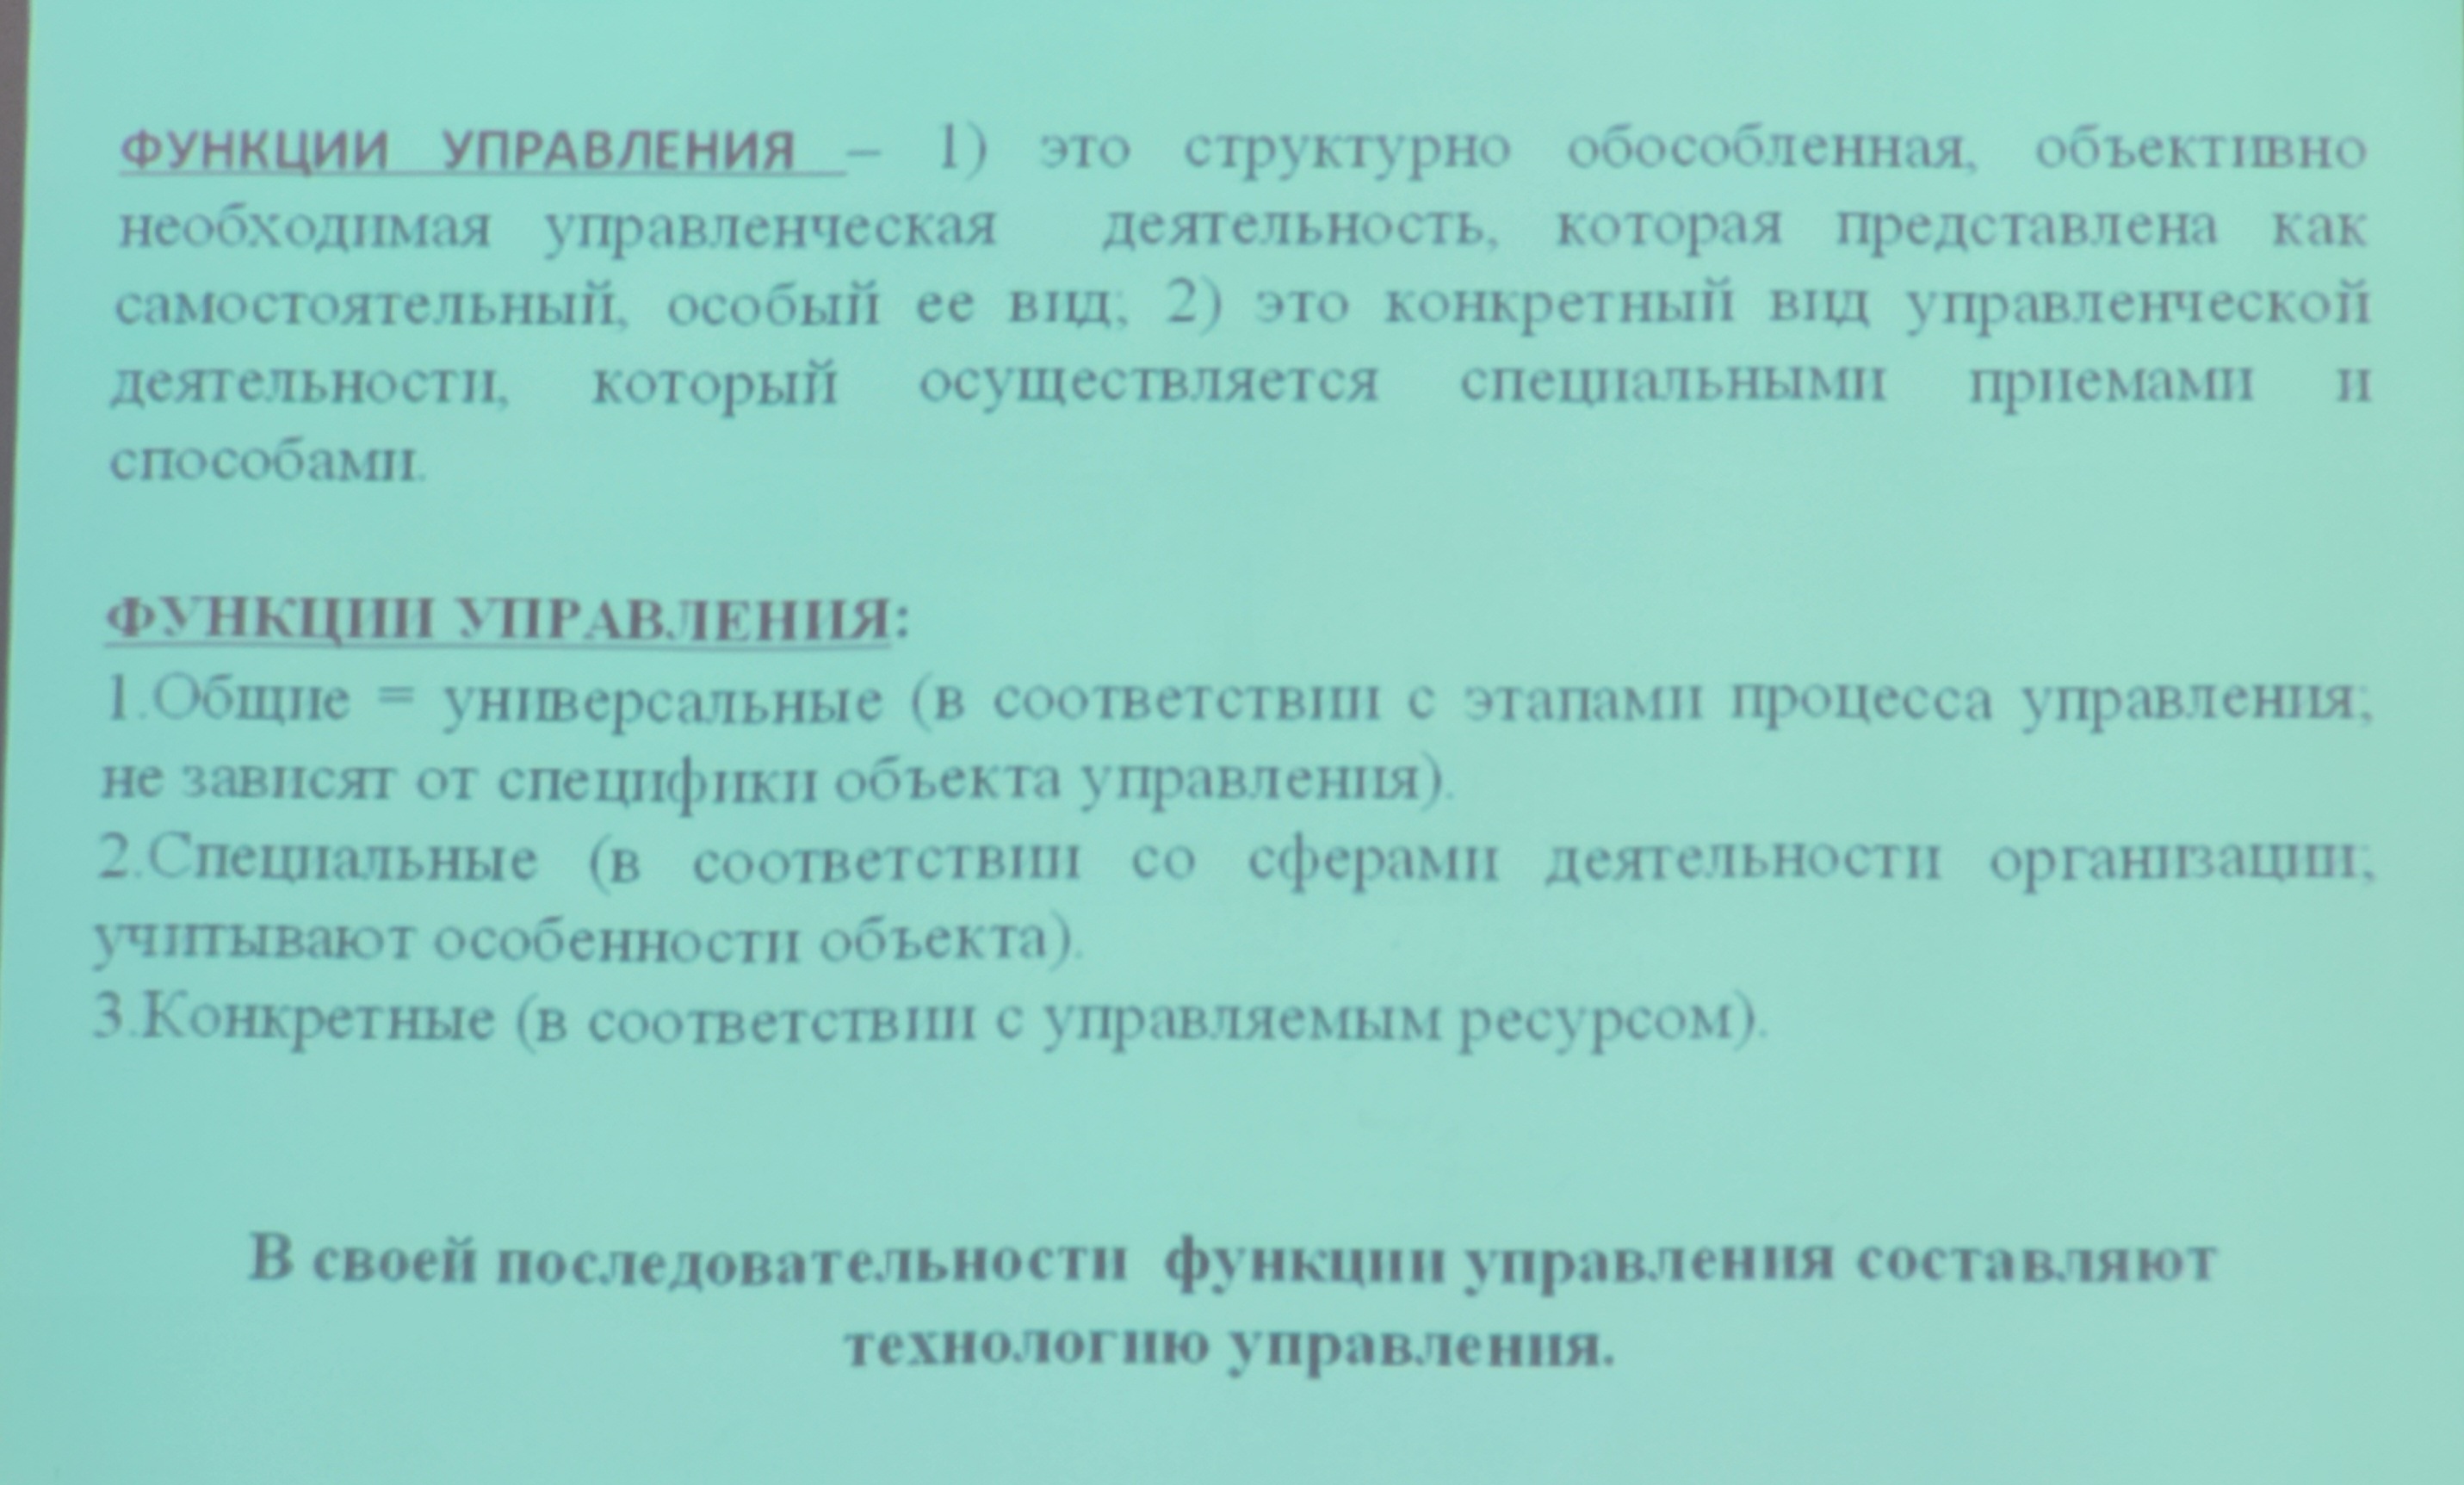 ФУНКЦИИ УПРАВЛЕНИЯ – 1) это структурно обособленная, объективно
необходимая управленческая деятельность, которая представлена как
самостоятельный, особый ее вид; 2) это конкретный вид управленческой
деятельности, который осуществляется специальными приемами и
способами.
ФУНКЦИИ УПРАВЛЕНИЯ:
1.Общие = универсальные (в соответствии с этапами процесса управления;
не зависят от специфики объекта управления).
2.Специальные (в соответствии со сферами деятельности организации;
учитывают особенности объекта).
3.Конкретные (в соответствии с управляемым ресурсом).
В своей последовательности функции управления составляют
технологию управления.